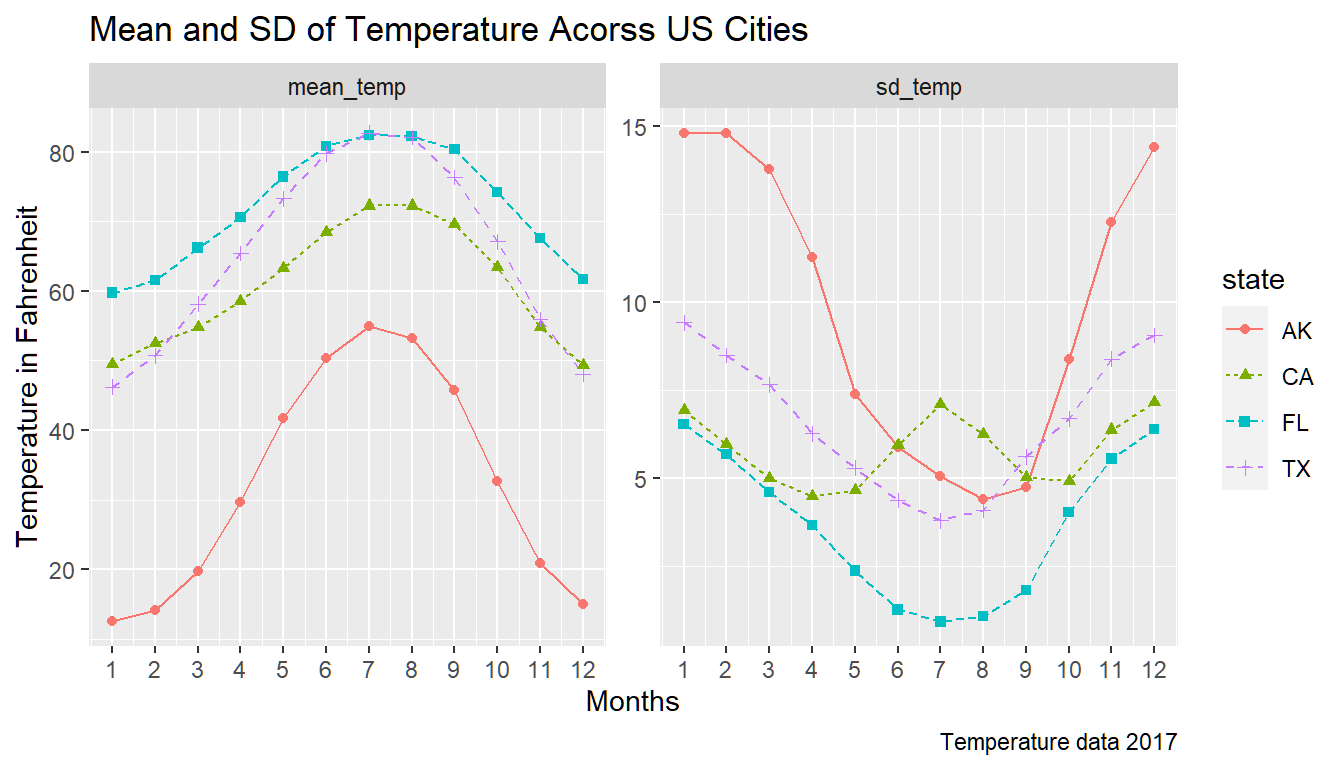 Mean and SD of Temperature Acorss US Cities
mean_temp
sd_temp
Temperature in Fahrenheit
80
60
40
20
15
10
5
1 2 3 4 5 6 7 8 9 10 11 12
1 2 3 4 5 6 7 8 9 10 11 12
Months
state
AK
CA
FL
TX
Temperature data 2017